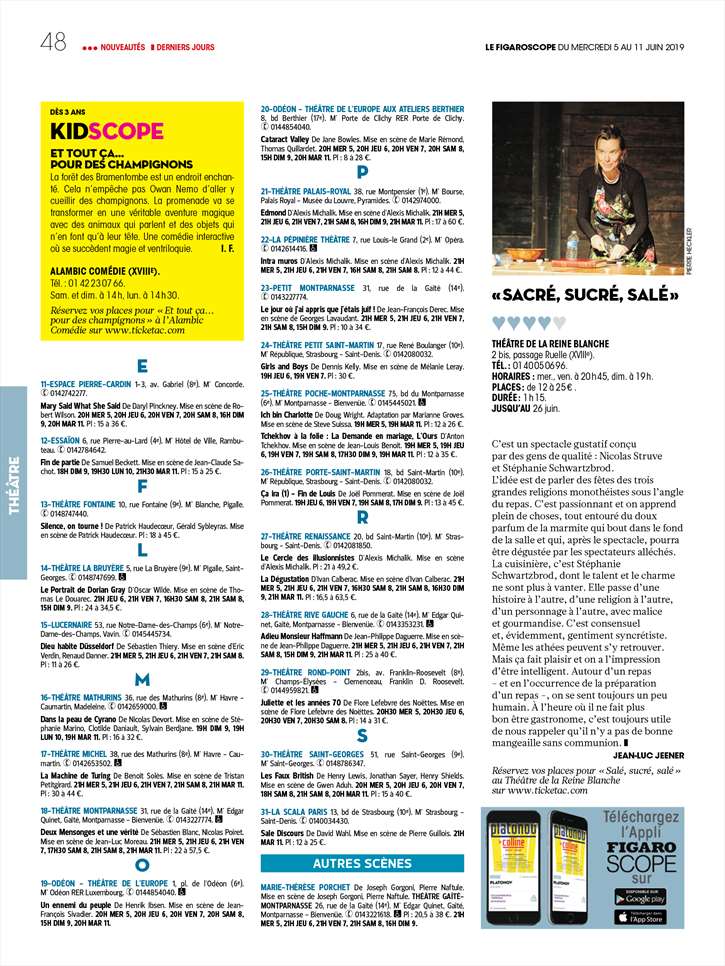 48
●●● NOUVEAUTÉS ▮ DERNIERS JOURS
LE FIGAROSCOPE DU MERCREDI 5 AU 11 JUIN 2019
THÉÂTRE
DÈS 3 ANS
KIDSCOPE
ET TOUT ÇA…
POUR DES CHAMPIGNONS
La forêt des Bramentombe est un endroit enchan-
té. Cela n'empêche pas Owan Nemo d'aller y
cueillir des champignons. La promenade va se
transformer en une véritable aventure magique
avec des animaux qui parlent et des objets qui
n'en font qu'à leur tête. Une comédie interactive
où se succèdent magie et ventriloquie. I. F.
ALAMBIC COMÉDIE (XVIIIe).
Tél. : 01 42 23 07 66.
Sam. et dim. à 14 h, lun. à 14 h 30.
Réservez vos places pour « Et tout ça…
pour des champignons » à l'Alambic
Comédie sur www.ticketac.com
E
11-ESPACE PIERRE-CARDIN 1-3, av. Gabriel (8e). M° Concorde.
✆ 0142742277.
Mary Said What She Said De Daryl Pinckney. Mise en scène de Ro-
bert Wilson. 20H MER 5, 20H JEU 6, 20H VEN 7, 20H SAM 8, 16H DIM
9, 20H MAR 11. Pl : 15 à 36 €.
12-ESSAÏON 6, rue Pierre-au-Lard (4e). M° Hôtel de Ville, Rambu-
teau. ✆ 0142784642.
Fin de partie De Samuel Beckett. Mise en scène de Jean-Claude Sa-
chot. 18H DIM 9, 19H30 LUN 10, 21H30 MAR 11. Pl : 15 à 25 €.
F
13-THÉÂTRE FONTAINE 10, rue Fontaine (9e). M° Blanche, Pigalle.
✆ 0148747440.
Silence, on tourne ! De Patrick Haudecœur, Gérald Sybleyras. Mise
en scène de Patrick Haudecœur. Pl : 18 à 45 €.
L
14-THÉÂTRE LA BRUYÈRE 5, rue La Bruyère (9e). M° Pigalle, Saint-
Georges. ✆ 0148747699. ♿
Le Portrait de Dorian Gray D'Oscar Wilde. Mise en scène de Tho-
mas Le Douarec. 21H JEU 6, 21H VEN 7, 16H30 SAM 8, 21H SAM 8,
15H DIM 9. Pl : 24 à 34,5 €.
15-LUCERNAIRE 53, rue Notre-Dame-des-Champs (6e). M° Notre-
Dame-des-Champs, Vavin. ✆ 0145445734.
Dieu habite Düsseldorf De Sébastien Thiery. Mise en scène d'Eric
Verdin, Renaud Danner. 21H MER 5, 21H JEU 6, 21H VEN 7, 21H SAM 8.
Pl : 11 à 26 €.
M
16-THÉÂTRE MATHURINS 36, rue des Mathurins (8e). M° Havre –
Caumartin, Madeleine. ✆ 0142659000. ♿
Dans la peau de Cyrano De Nicolas Devort. Mise en scène de Sté-
phanie Marino, Clotilde Daniault, Sylvain Berdjane. 19H DIM 9, 19H
LUN 10, 19H MAR 11. Pl : 16 à 32 €.
17-THÉÂTRE MICHEL 38, rue des Mathurins (8e). M° Havre – Cau-
martin. ✆ 0142653502. ♿
La Machine de Turing De Benoit Solès. Mise en scène de Tristan
Petitgirard. 21H MER 5, 21H JEU 6, 21H VEN 7, 21H SAM 8, 21H MAR 11.
Pl : 30 à 44 €.
18-THÉÂTRE MONTPARNASSE 31, rue de la Gaité (14e). M° Edgar
Quinet, Gaité, Montparnasse – Bienvenue. ✆ 0143227774. ♿
Deux Mensonges et une vérité De Sébastien Blanc, Nicolas Poiret.
Mise en scène de Jean-Luc Moreau. 21H MER 5, 21H JEU 6, 21H VEN
7, 17H30 SAM 8, 21H SAM 8, 21H MAR 11. Pl : 22 à 57,5 €.
O
19-ODÉON – THÉÂTRE DE L'EUROPE 1, pl. de l'Odéon (6e).
M° Odéon RER Luxembourg. ✆ 0144854040. ♿
Un ennemi du peuple De Henrik Ibsen. Mise en scène de Jean-
François Sivadier. 20H MER 5, 20H JEU 6, 20H VEN 7, 20H SAM 8,
15H DIM 9, 20H MAR 11.
20-ODÉON – THÉÂTRE DE L'EUROPE AUX ATELIERS BERTHIER
8, bd Berthier (17e). M° Porte de Clichy RER Porte de Clichy.
✆ 0144854040.
Cataract Valley De Jane Bowles. Mise en scène de Marie Rémond,
Thomas Quillardet. 20H MER 5, 20H JEU 6, 20H VEN 7, 20H SAM 8,
15H DIM 9, 20H MAR 11. Pl : 8 à 28 €.
P
21-THÉÂTRE PALAIS-ROYAL 38, rue Montpensier (1e). M° Bourse,
Palais Royal – Musée du Louvre, Pyramides. ✆ 0142974000.
Edmond D'Alexis Michalik. Mise en scène d'Alexis Michalik. 21H MER 5,
21H JEU 6, 21H VEN 7, 21H SAM 8, 16H DIM 9, 21H MAR 11. Pl : 17 à 60 €.
22-LA PÉPINIÈRE THÉÂTRE 7, rue Louis-le Grand (2e). M° Opéra.
✆ 0142614416. ♿
Intra muros D'Alexis Michalik. Mise en scène d'Alexis Michalik. 21H
MER 5, 21H JEU 6, 21H VEN 7, 16H SAM 8, 21H SAM 8. Pl : 12 à 44 €.
23-PETIT MONTPARNASSE 31, rue de la Gaité (14e).
✆ 0143227774.
Le jour où j'ai appris que j'étais juif ! De Jean-François Derec. Mise
en scène de Georges Lavaudant. 21H MER 5, 21H JEU 6, 21H VEN 7,
21H SAM 8, 15H DIM 9. Pl : 10 à 34 €.
24-THÉÂTRE PETIT SAINT-MARTIN 17, rue René Boulanger (10e).
M° République, Strasbourg – Saint-Denis. ✆ 0142080032.
Girls and Boys De Dennis Kelly. Mise en scène de Mélanie Leray.
19H JEU 6, 19H VEN 7. Pl : 30 €.
25-THÉÂTRE POCHE-MONTPARNASSE 75, bd du Montparnasse
(6e). M° Montparnasse – Bienvenue. ✆ 0145445021. ♿
Ich bin Charlotte De Doug Wright. Adaptation par Marianne Groves.
Mise en scène de Steve Suissa. 19H MER 5, 19H MAR 11. Pl : 12 à 26 €.
Tchekhov à la folie : La Demande en mariage, L'Ours D'Anton
Tchekhov. Mise en scène de Jean-Louis Benoit. 19H MER 5, 19H JEU
6, 19H VEN 7, 19H SAM 8, 17H30 DIM 9, 19H MAR 11. Pl : 12 à 35 €.
26-THÉÂTRE PORTE-SAINT-MARTIN 18, bd Saint-Martin (10e).
M° République, Strasbourg – Saint-Denis. ✆ 0142080032.
Ça ira (1) – Fin de Louis De Joël Pommerat. Mise en scène de Joël
Pommerat. 19H JEU 6, 19H VEN 7, 19H SAM 8, 17H DIM 9. Pl : 13 à 45 €.
R
27-THÉÂTRE RENAISSANCE 20, bd Saint-Martin (10e). M° Stras-
bourg – Saint-Denis. ✆ 0142081850.
Le Cercle des illusionnistes D'Alexis Michalik. Mise en scène
d'Alexis Michalik. Pl : 21 à 49,2 €.
La Dégustation D'Ivan Calberac. Mise en scène d'Ivan Calberac. 21H
MER 5, 21H JEU 6, 21H VEN 7, 16H30 SAM 8, 21H SAM 8, 16H30 DIM
9, 21H MAR 11. Pl : 48,5 à 63,5 €.
28-THÉÂTRE RIVE GAUCHE 6, rue de la Gaité (14e). M° Edgar Qui-
net, Gaité, Montparnasse – Bienvenue. ✆ 0143353231. ♿
Adieu Monsieur Haffmann De Jean-Philippe Daguerre. Mise en scè-
ne de Jean-Philippe Daguerre. 21H MER 5, 21H JEU 6, 21H VEN 7, 21H
SAM 8, 15H DIM 9, 21H MAR 11. Pl : 25 à 40 €.
29-THÉÂTRE ROND-POINT 2bis, av. Franklin-Roosevelt (8e).
M° Champs-Elysées – Clemenceau, Franklin D. Roosevelt.
✆ 0144959821. ♿
Juliette et les années 70 De Flore Lefebvre des Noëttes. Mise en
scène de Flore Lefebvre des Noëttes. 20H30 MER 5, 20H30 JEU 6,
20H30 VEN 7, 20H30 SAM 8. Pl : 14 à 31 €.
S
30-THÉÂTRE SAINT-GEORGES 51, rue Saint-Georges (9e).
M° Saint-Georges. ✆ 0148786347.
Les Faux British De Henry Lewis, Jonathan Sayer, Henry Shields.
Mise en scène de Gwen Aduh. 20H MER 5, 20H JEU 6, 20H VEN 7,
18H SAM 8, 21H SAM 8, 20H MAR 11. Pl : 15 à 40 €.
31-LA SCALA PARIS 13, bd de Strasbourg (10e). M° Strasbourg –
Saint-Denis. ✆ 0140034430.
Sale Discours De David Wahl. Mise en scène de Pierre Guillois. 21H
MAR 11. Pl : 12 à 25 €.
AUTRES SCÈNES
MARIE-THÉRÈSE PORCHET De Joseph Gorgoni, Pierre Naftule.
Mise en scène de Joseph Gorgoni, Pierre Naftule. THÉÂTRE GAITÉ-
MONTPARNASSE 26, rue de la Gaité (14e). M° Edgar Quinet, Gaité,
Montparnasse – Bienvenue. ✆ 0143221618. ♿ Pl : 20,5 à 38 €. 21H
MER 5, 21H JEU 6, 21H VEN 7, 21H SAM 8, 16H DIM 9.
PIERRE HECKLER
« SACRÉ, SUCRÉ, SALÉ »
THÉÂTRE DE LA REINE BLANCHE
2 bis, passage Ruelle (XVIIIe).
TÉL. : 01 40 05 06 96.
HORAIRES : mer., ven. à 20 h 45, dim. à 19 h.
PLACES : de 12 à 25 €.
DURÉE : 1 h 15.
JUSQU'AU 26 juin.
C'est un spectacle gustatif conçu
par des gens de qualité : Nicolas Struve
et Stéphanie Schwartzbrod.
L'idée est de parler des fêtes des trois
grandes religions monothéistes sous l'angle
du repas. C'est passionnant et on apprend
plein de choses, tout entouré du doux
parfum de la marmite qui bout dans le fond
de la salle et qui, après le spectacle, pourra
être dégustée par les spectateurs alléchés.
La cuisinière, c'est Stéphanie
Schwartzbrod, dont le talent et le charme
ne sont plus à vanter. Elle passe d'une
histoire à l'autre, d'une religion à l'autre,
d'un personnage à l'autre, avec malice
et gourmandise. C'est consensuel
et, évidemment, gentiment syncrétiste.
Même les athées peuvent s'y retrouver.
Mais ça fait plaisir et on a l'impression
d'être intelligent. Autour d'un repas
– et en l'occurrence de la préparation
d'un repas –, on se sent toujours un peu
humain. À l'heure où il ne fait plus
bon être gastronome, c'est toujours utile
de nous rappeler qu'il n'y a pas de bonne
mangeaille sans communion. ▮
JEAN-LUC JEENER
Réservez vos places pour « Salé, sucré, salé »
au Théâtre de la Reine Blanche
sur www.ticketac.com
platonov
colline
PLATONOV
Téléchargez
l'Appli
FIGARO
SCOPE
sur
DISPONIBLE SUR
Google play
Télécharger dans
l'App Store